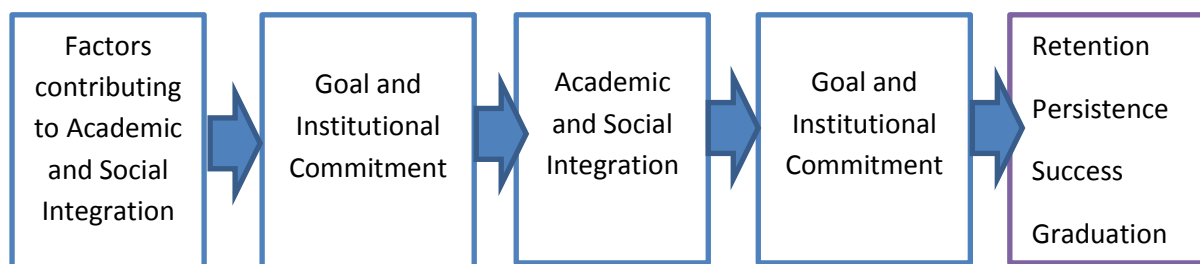 Factors
contributing
to Academic
and Social
Integration
Goal and
Institutional
Commitment
Academic
and Social
Integration
Goal and
Institutional
Commitment
Retention
Persistence
Success
Graduation